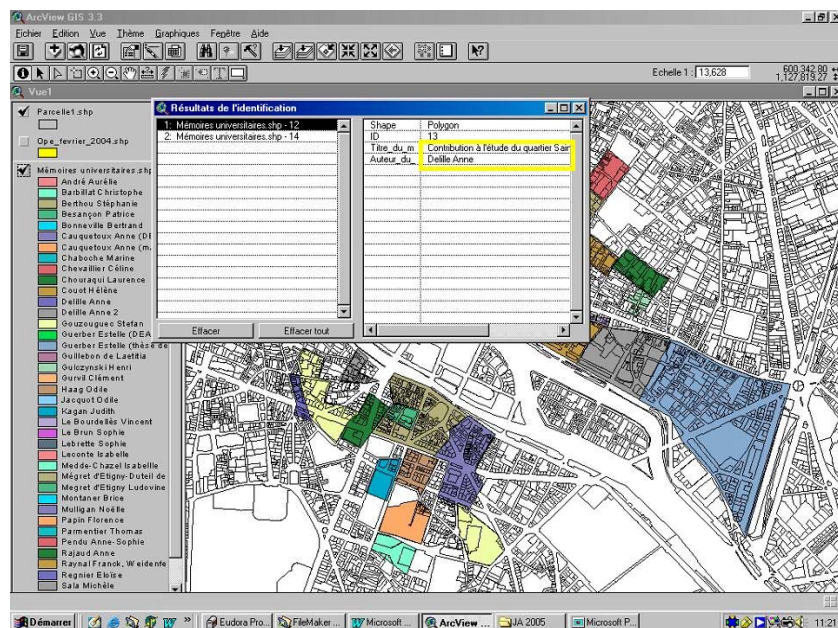 ArcView GIS 3.3
Fichier Edition Vue Thème Graphiques Fenêtre Aide
Echelle 1 : 13,628
600,342.80
1,127,819.27
Vue1
Parcelle1.shp
Ope_fevrier_2004.shp
Mémoires universitaires.shp
André Aurélie
Barbillat Christophe
Berthou Stéphanie
Besançon Patrice
Bonneville Bertrand
Cauquetoux Anne (DE
Cauquetoux Anne (m.
Chaboche Marine
Chevaillier Céline
Chouraqui Laurence
Couot Hélène
Delille Anne
Delille Anne 2
Gouzouguec Stefan
Guerber Estelle (DEA
Guerber Estelle (thèse de
Guillebon de Laetitia
Gulczynski Henri
Gurvil Clément
Haag Odile
Jacquot Odile
Kagan Judith
Le Bourdellès Vincent
Le Brun Sophie
Lebrette Sophie
Leconte Isabelle
Medde-Chazel Isabellle
Mégret d'Etigny-Duteil de
Megret d'Etigny Ludovine
Montaner Brice
Mulligan Noëlle
Papin Florence
Parmentier Thomas
Pendu Anne-Sophie
Rajaud Anne
Raynal Franck, Weidenfe
Regnier Eloïse
Sala Michèle
Résultats de l'identification
1: Mémoires universitaires.shp - 12
2: Mémoires universitaires.shp - 14
Effacer Effacer tout
Shape Polygon
ID 13
Titre_du_m Contribution à l'étude du quartier Sain
Auteur_du_ Delille Anne
Démarrer Eudora Pro... FileMaker ... Microsoft ... ArcView ... JA 2005 Microsoft P...